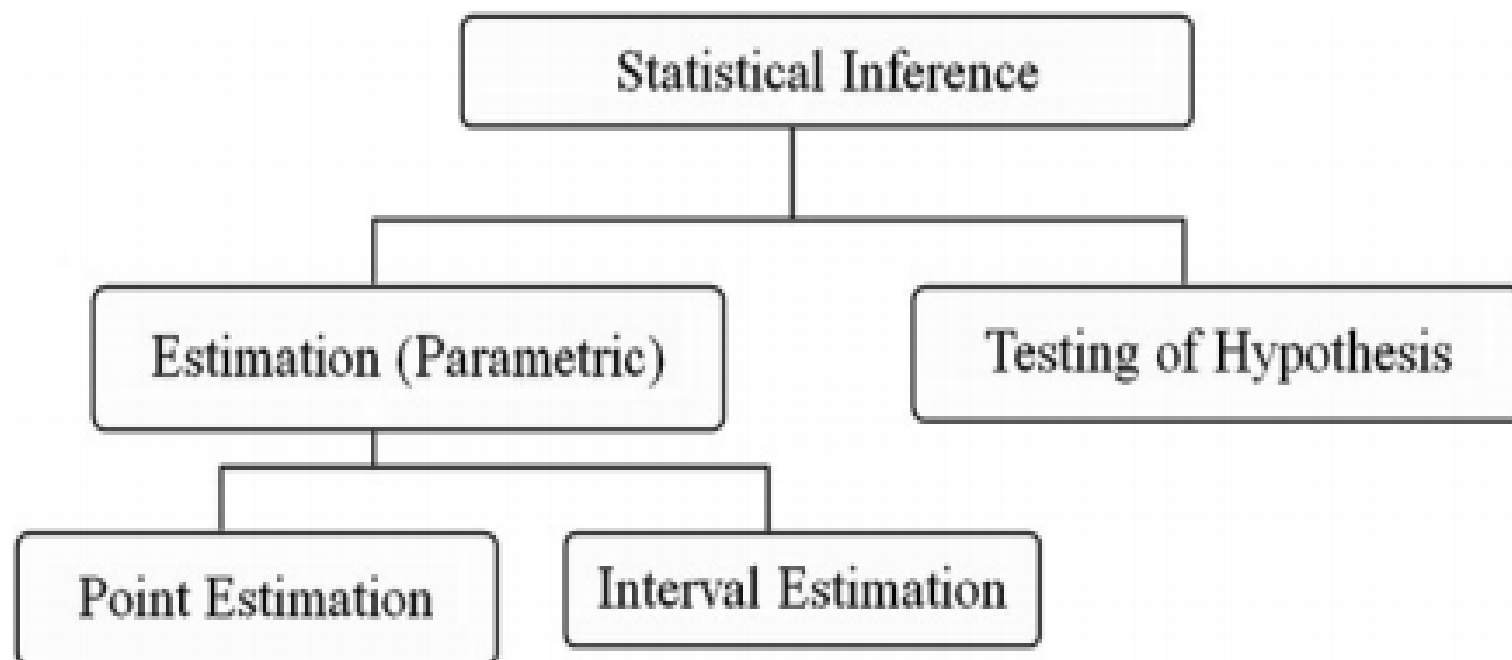 Statistical Inference
Estimation (Parametric)
Testing of Hypothesis
Point Estimation
Interval Estimation